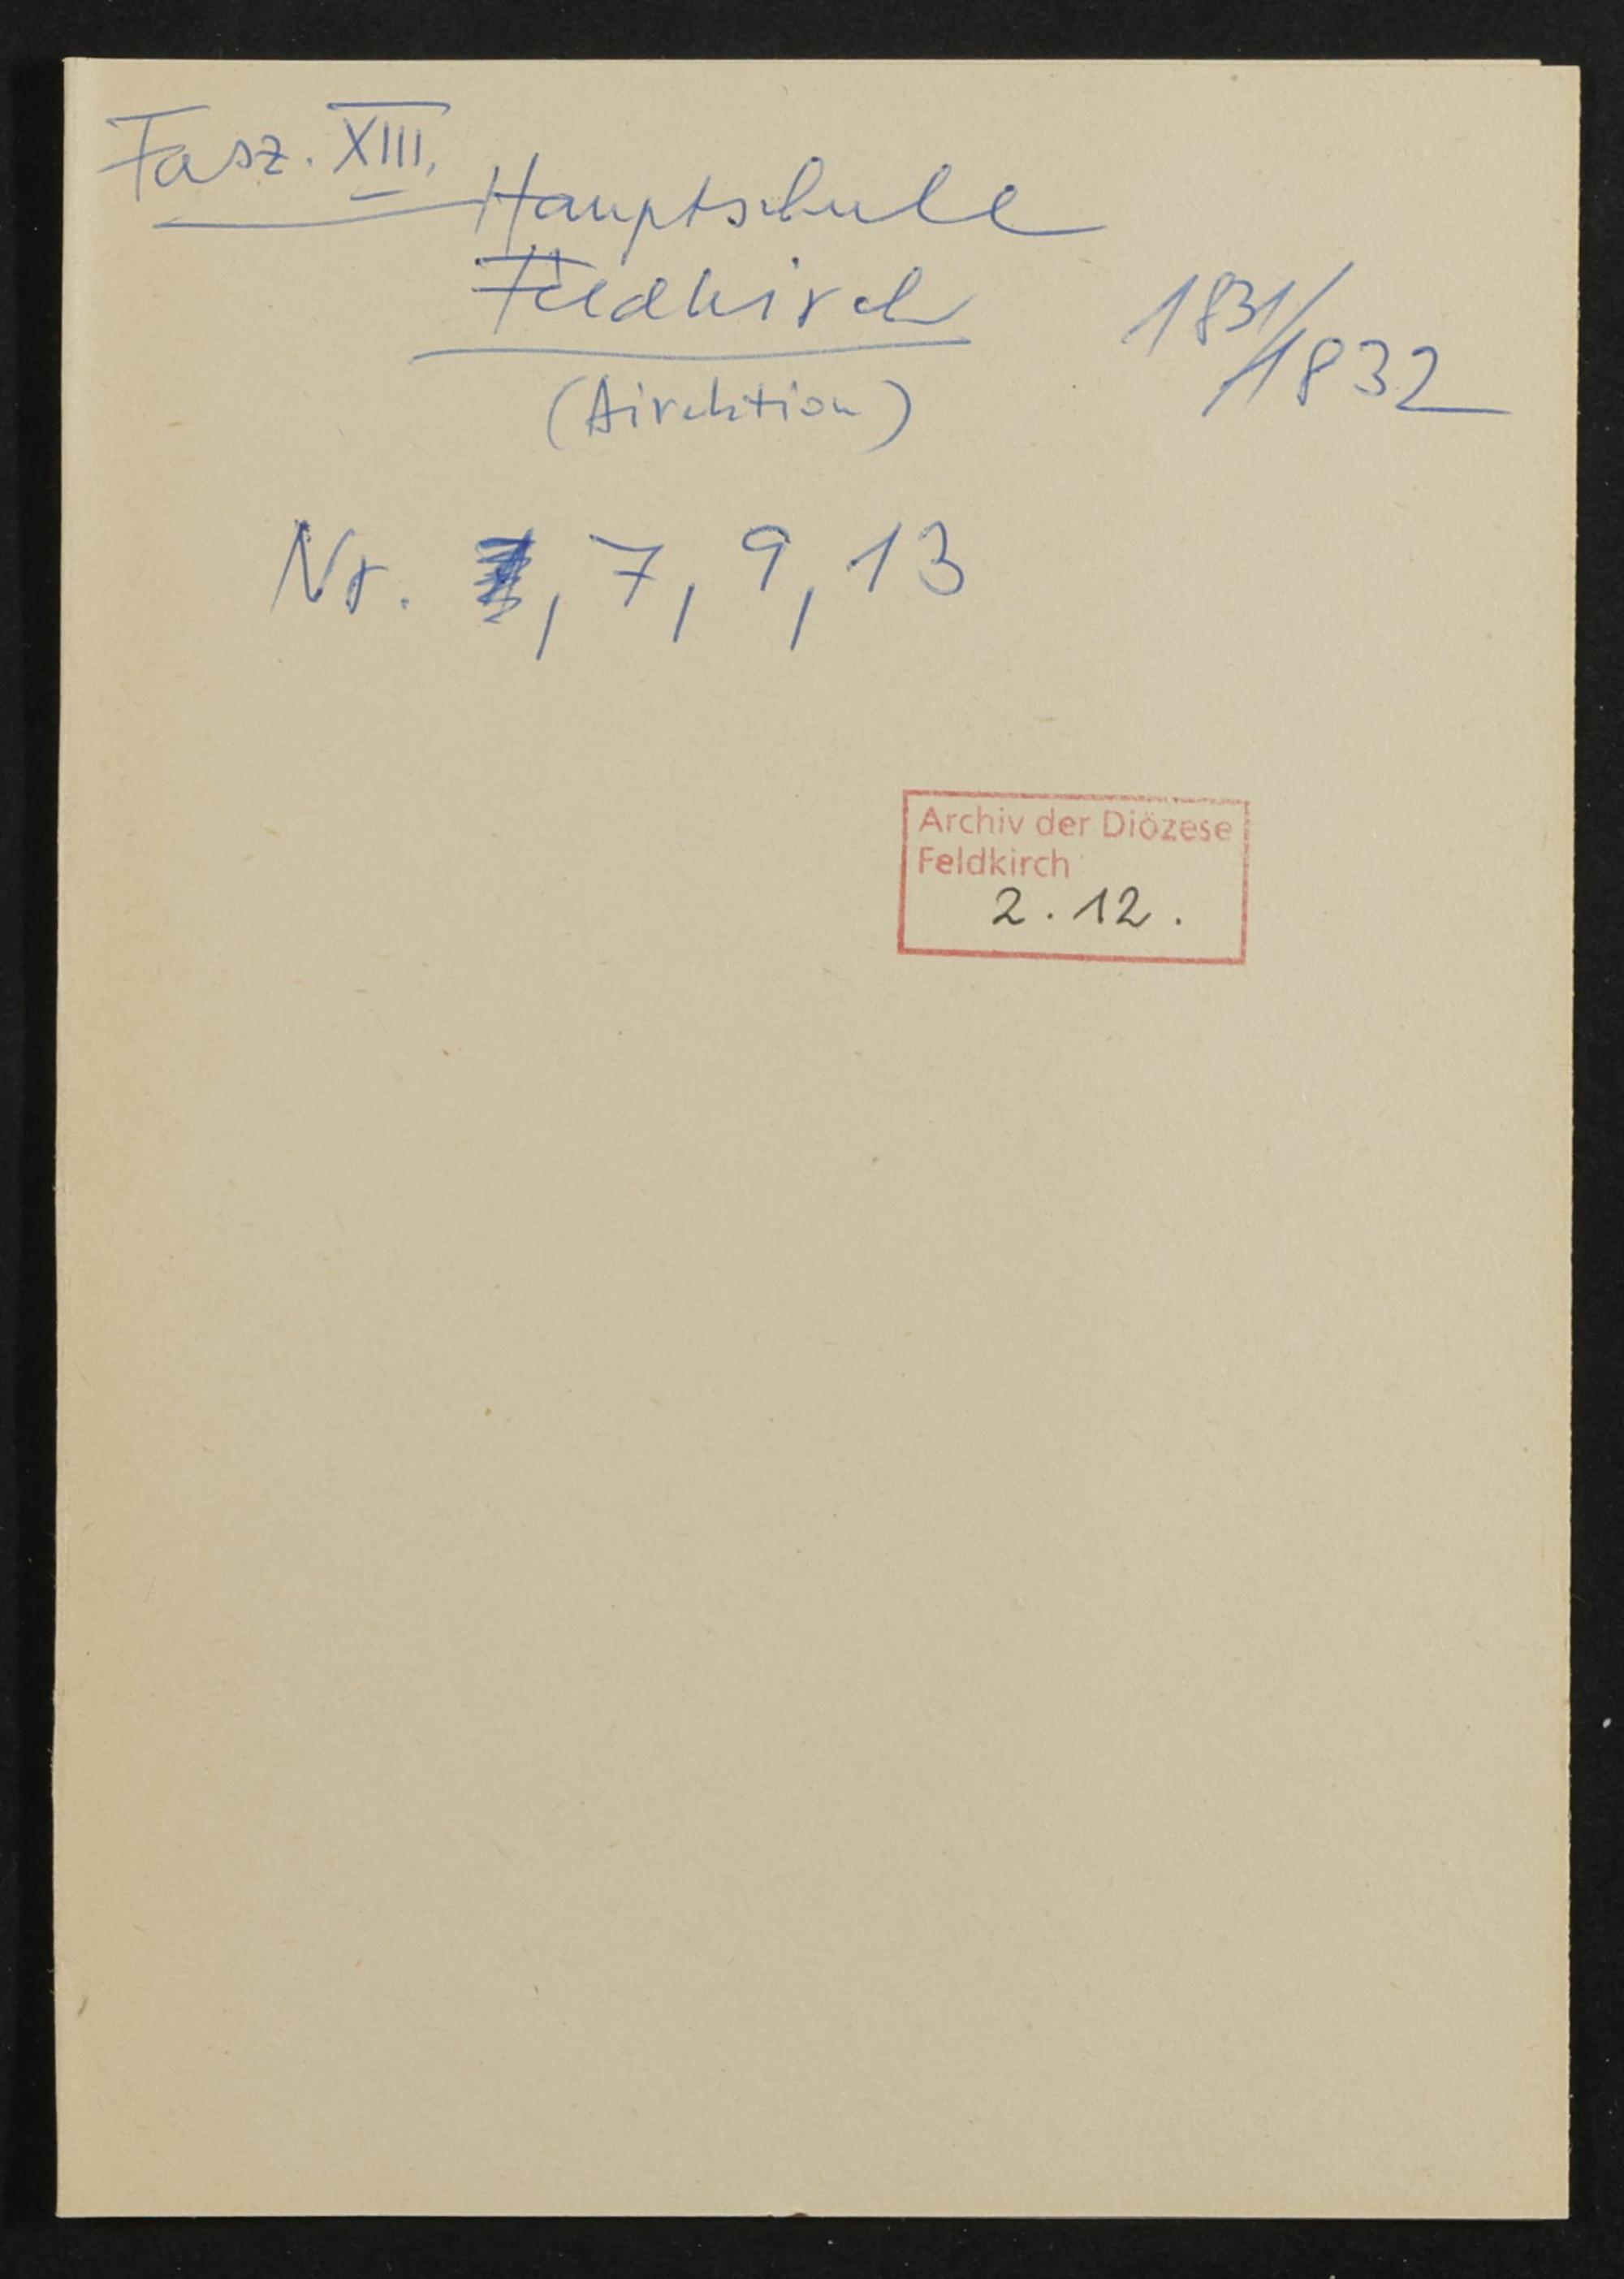 Fasz. XIII.
Hauptschule
Feldkirch
1831/
1832
(Direktion)
Nr. , 7, 9, 13
Archiv der Diözese
Feldkirch
2.12.